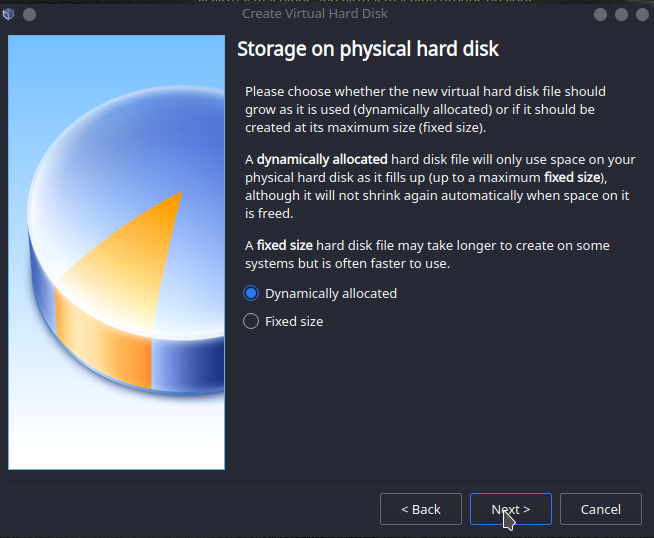 Create Virtual Hard Disk
Storage on physical hard disk
Please choose whether the new virtual hard disk file should
grow as it is used (dynamically allocated) or if it should be
created at its maximum size (fixed size).
A dynamically allocated hard disk file will only use space on your
physical hard disk as it fills up (up to a maximum fixed size),
although it will not shrink again automatically when space on it
is freed.
A fixed size hard disk file may take longer to create on some
systems but is often faster to use.
Dynamically allocated
Fixed size
< Back
Next >
Cancel